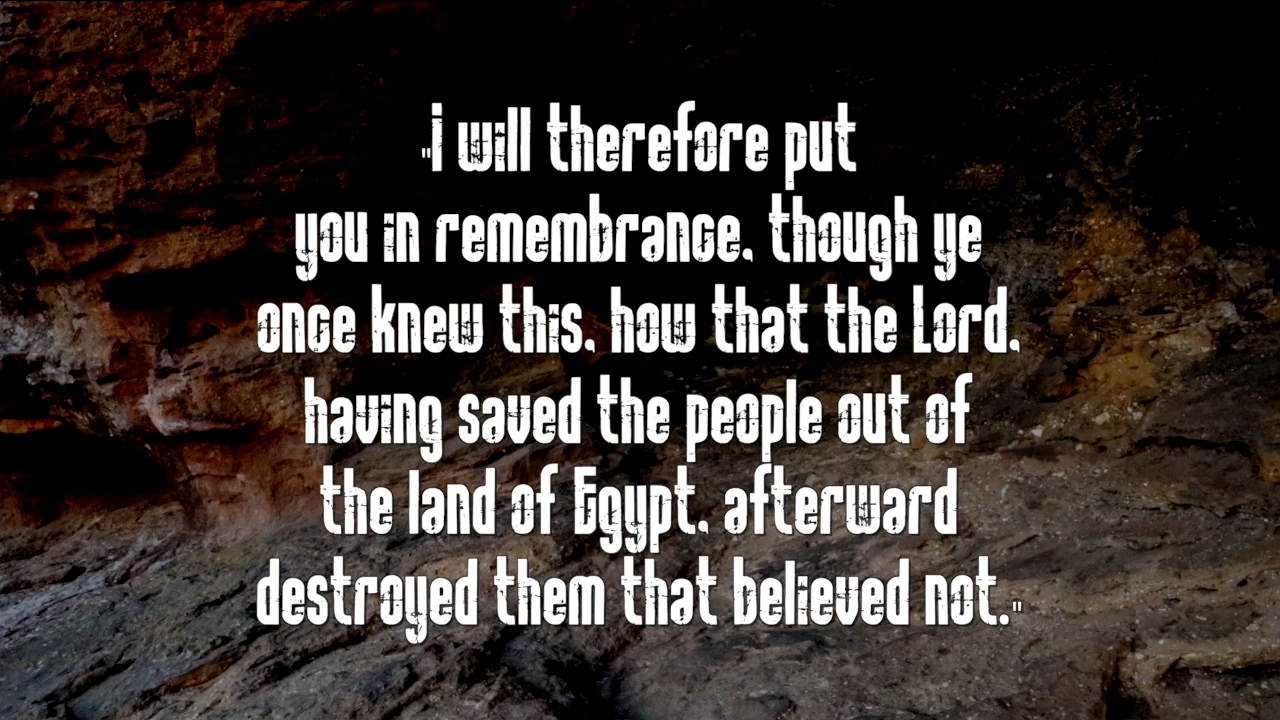 "I will therefore put
you in remembrance, though ye
once knew this, how that the Lord,
having saved the people out of
the land of Egypt, afterward
destroyed them that believed not."